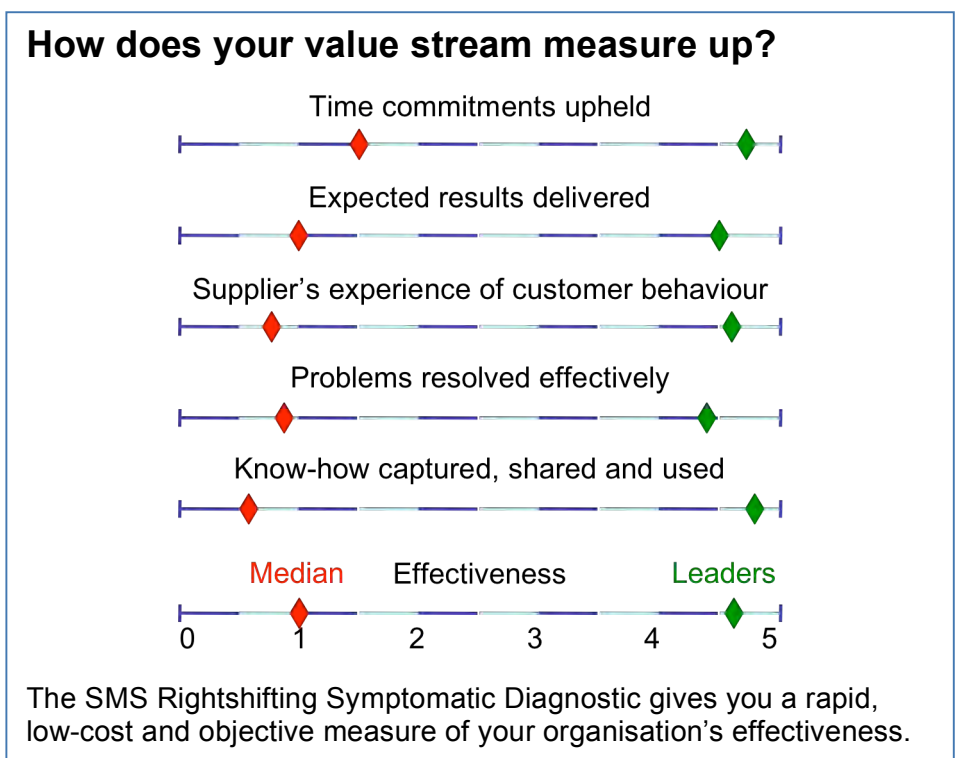 How does your value stream measure up?
Time commitments upheld
Expected results delivered
Supplier’s experience of customer behaviour
Problems resolved effectively
Know-how captured, shared and used
Median Effectiveness Leaders
0 1 2 3 4 5
The SMS Rightshifting Symptomatic Diagnostic gives you a rapid,
low-cost and objective measure of your organisation’s effectiveness.